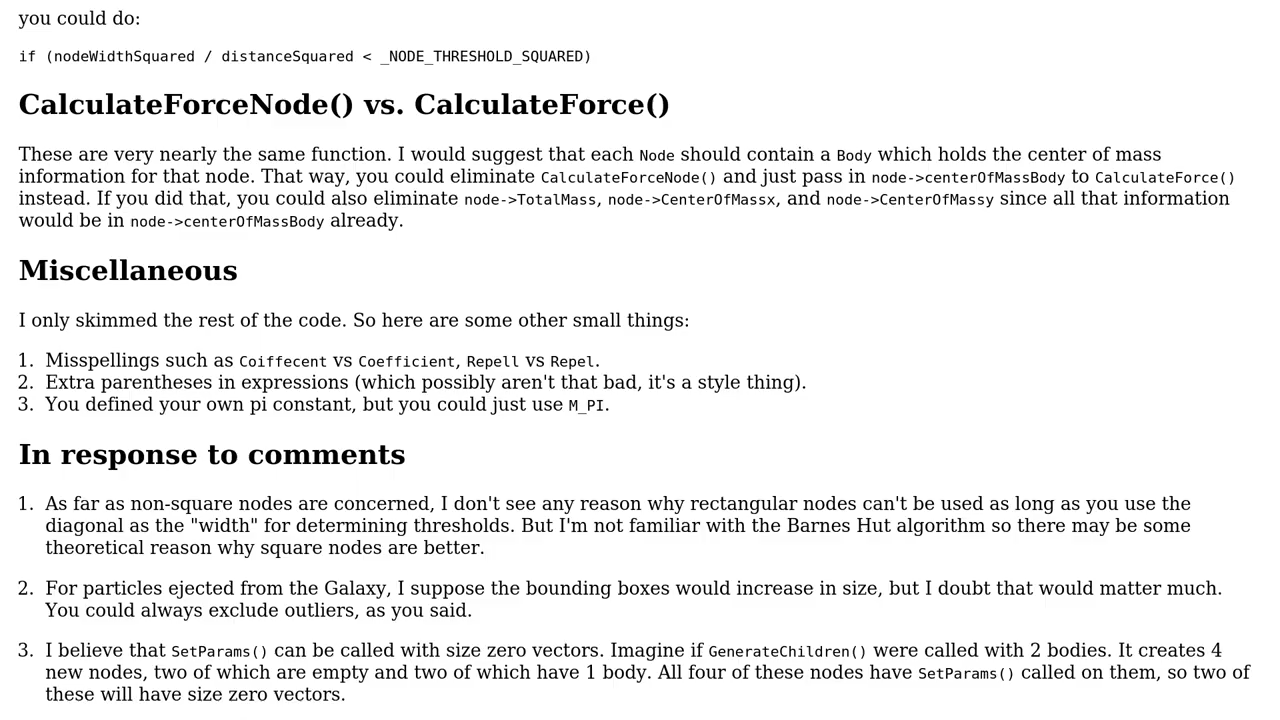 you could do:
if (nodeWidthSquared / distanceSquared < _NODE_THRESHOLD_SQUARED)
CalculateForceNode() vs. CalculateForce()
These are very nearly the same function. I would suggest that each Node should contain a Body which holds the center of mass
information for that node. That way, you could eliminate CalculateForceNode() and just pass in node->centerOfMassBody to CalculateForce()
instead. If you did that, you could also eliminate node->TotalMass, node->CenterOfMassx, and node->CenterOfMassy since all that information
would be in node->centerOfMassBody already.
Miscellaneous
I only skimmed the rest of the code. So here are some other small things:
1. Misspellings such as Coiffecent vs Coefficient, Repell vs Repel.
2. Extra parentheses in expressions (which possibly aren't that bad, it's a style thing).
3. You defined your own pi constant, but you could just use M_PI.
In response to comments
1. As far as non-square nodes are concerned, I don't see any reason why rectangular nodes can't be used as long as you use the
diagonal as the "width" for determining thresholds. But I'm not familiar with the Barnes Hut algorithm so there may be some
theoretical reason why square nodes are better.
2. For particles ejected from the Galaxy, I suppose the bounding boxes would increase in size, but I doubt that would matter much.
You could always exclude outliers, as you said.
3. I believe that SetParams() can be called with size zero vectors. Imagine if GenerateChildren() were called with 2 bodies. It creates 4
new nodes, two of which are empty and two of which have 1 body. All four of these nodes have SetParams() called on them, so two of
these will have size zero vectors.